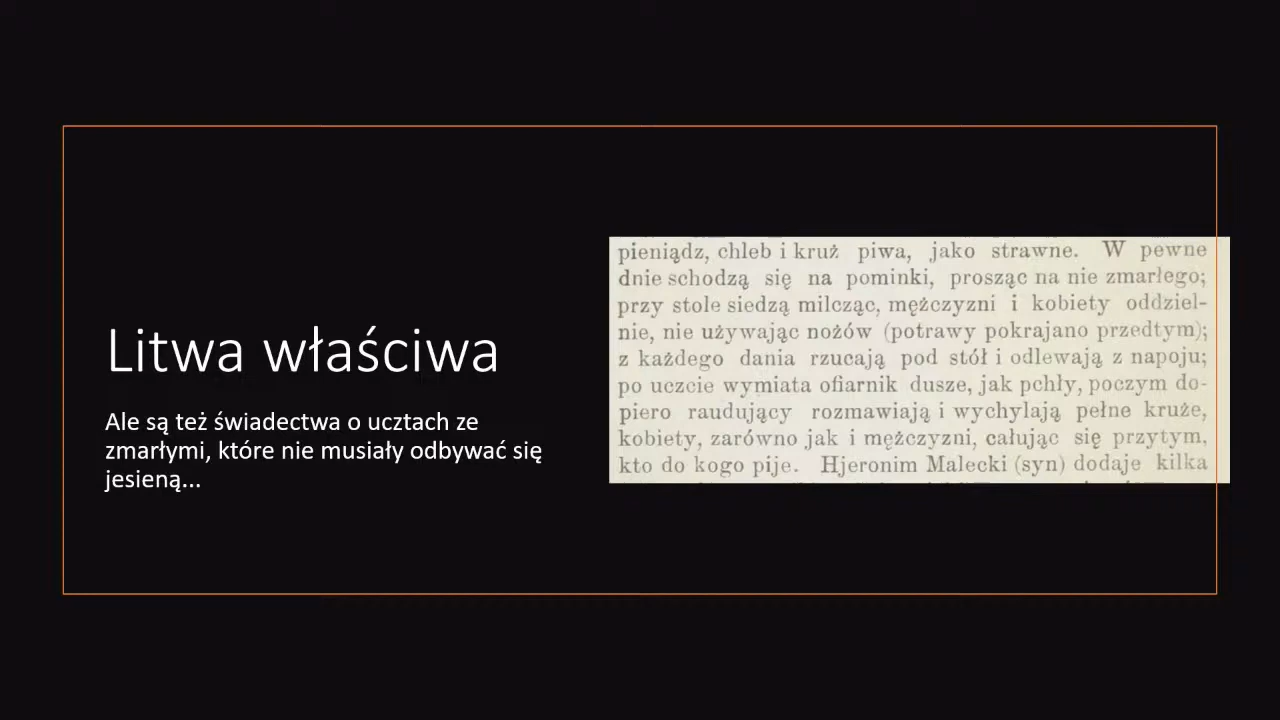 Litwa właściwa
Ale są też świadectwa o ucztach ze
zmarłymi, które nie musiały odbywać się
jesieną...
pieniądz, chleb i kruż piwa, jako strawne. W pewne
dnie schodzą się na pominki, prosząc na nie zmarłego;
przy stole siedzą milcząc, mężczyzni i kobiety oddziel-
nie, nie używając nożów (potrawy pokrajano przedtym);
z każdego dania rzucają pod stół i odlewają z napoju;
po uczcie wymiata ofiarnik dusze, jak pchły, poczym do-
piero raudujący rozmawiają i wychylają pełne kruże,
kobiety, zarówno jak i mężczyzni, całując się przytym,
kto do kogo pije. Hjeronim Malecki (syn) dodaje kilka